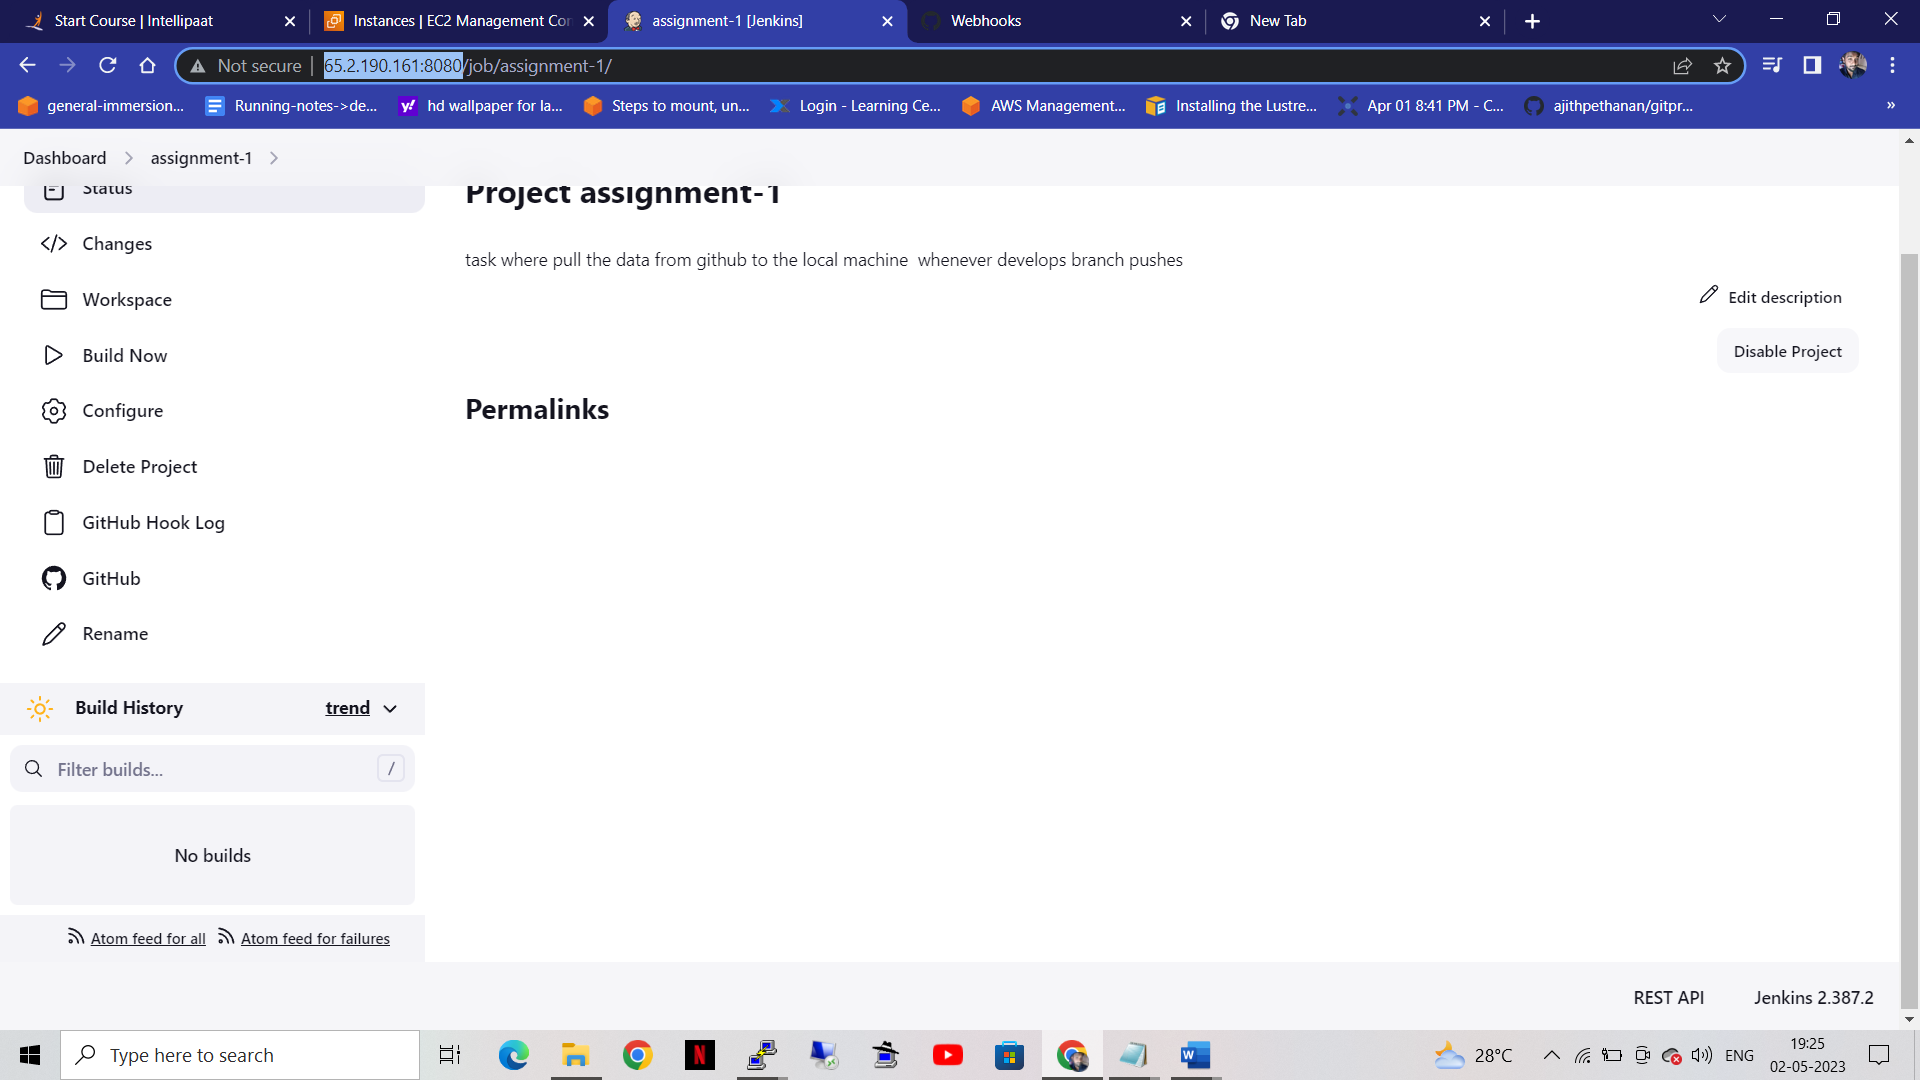 Start Course | Intellipaat
Instances | EC2 Management Con
assignment-1 [Jenkins]
Webhooks
New Tab
Not secure
65.2.190.161:8080/job/assignment-1/
general-immersion...
Running-notes->de...
hd wallpaper for la...
Steps to mount, un...
Login - Learning Ce...
AWS Management...
Installing the Lustre...
Apr 01 8:41 PM - C...
ajithpethanan/gitpr...
»
Dashboard
assignment-1
Status
Changes
Workspace
Build Now
Configure
Delete Project
GitHub Hook Log
GitHub
Rename
Project assignment-1
task where pull the data from github to the local machine  whenever develops branch pushes
Edit description
Disable Project
Permalinks
Build History
trend
Filter builds...
/
No builds
Atom feed for all
Atom feed for failures
REST API
Jenkins 2.387.2
Type here to search
28°C
ENG
19:25
02-05-2023